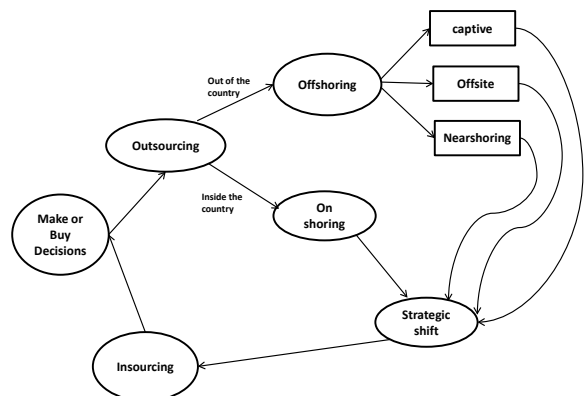 captive
Out of the
country
Offshoring
Offsite
Outsourcing
Nearshoring
Inside the
country
On
shoring
Make or
Buy
Decisions
Strategic
shift
Insourcing